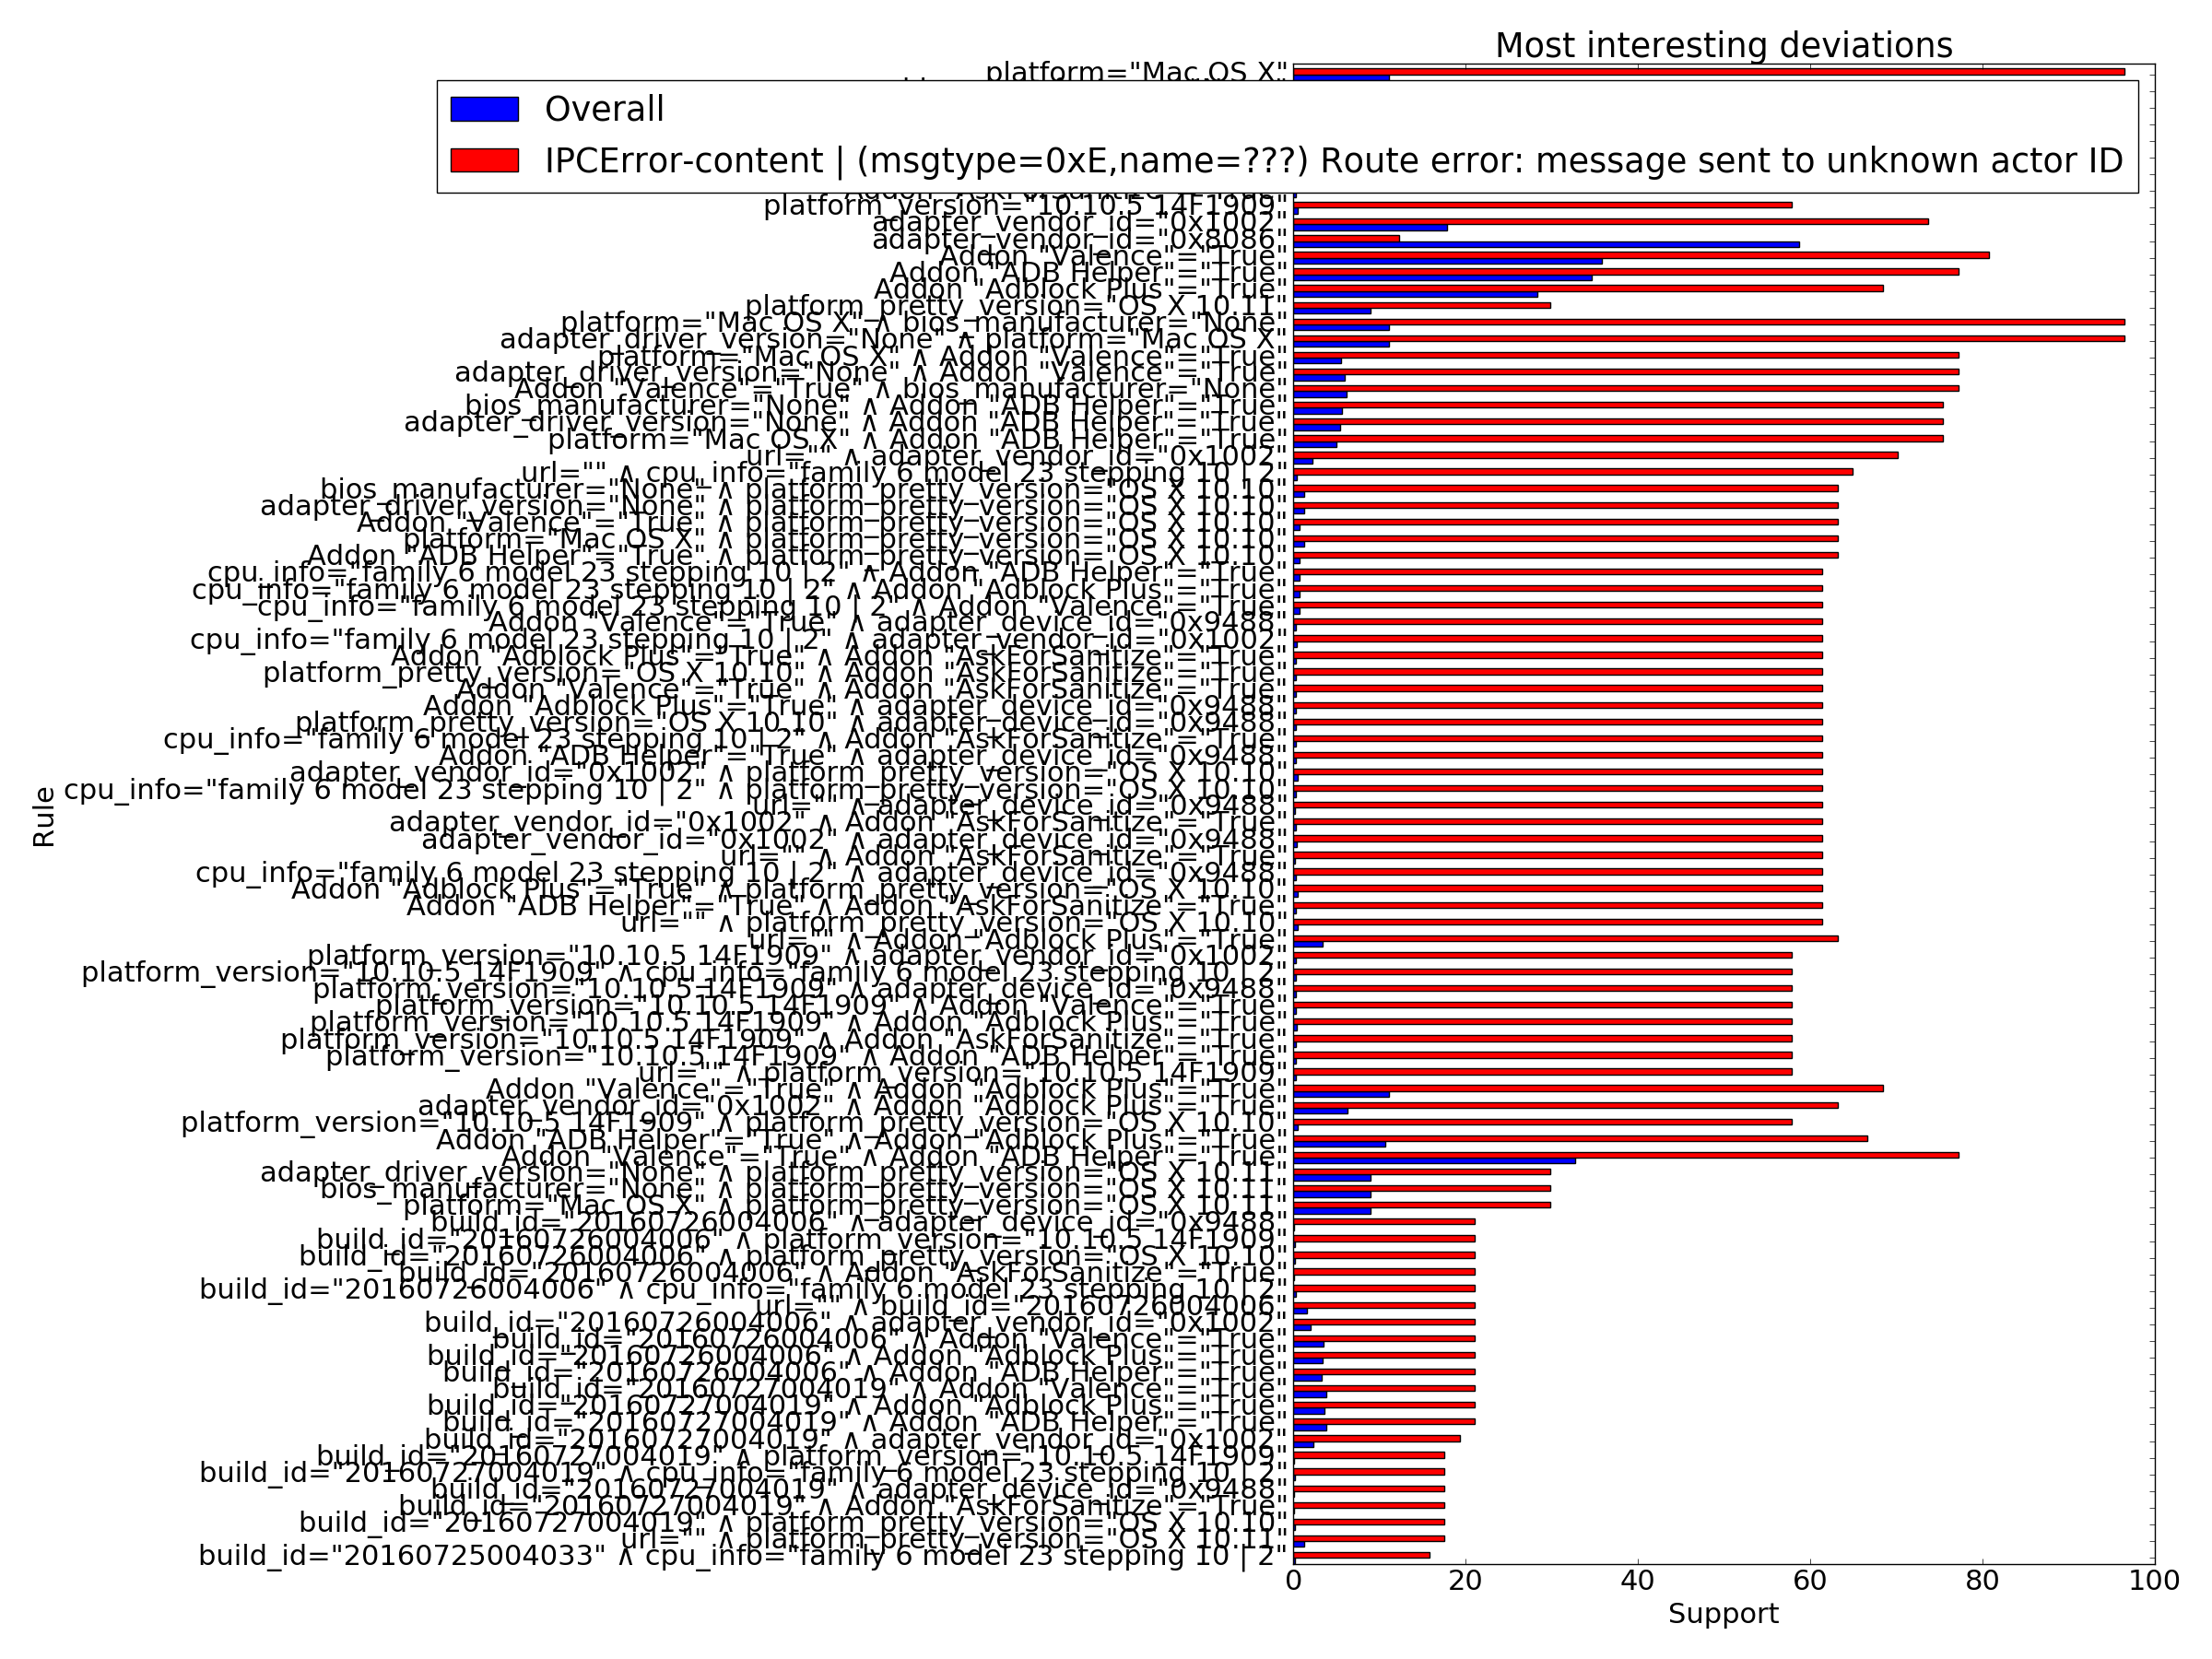 Most interesting deviations
platform="Mac OS X"
Overall
IPCError-content | (msgtype=0xE,name=???) Route error: message sent to unknown actor ID
platform_version="10.10.5 14F1909"
adapter_vendor_id="0x1002"
adapter_vendor_id="0x8086"
Addon "Valence"="True"
Addon "ADB Helper"="True"
Addon "Adblock Plus"="True"
platform_pretty_version="OS X 10.11"
platform="Mac OS X" ∧ bios_manufacturer="None"
adapter_driver_version="None" ∧ platform="Mac OS X"
platform="Mac OS X" ∧ Addon "Valence"="True"
adapter_driver_version="None" ∧ Addon "Valence"="True"
Addon "Valence"="True" ∧ bios_manufacturer="None"
bios_manufacturer="None" ∧ Addon "ADB Helper"="True"
adapter_driver_version="None" ∧ Addon "ADB Helper"="True"
platform="Mac OS X" ∧ Addon "ADB Helper"="True"
url="" ∧ adapter_vendor_id="0x1002"
url="" ∧ cpu_info="family 6 model 23 stepping 10 | 2"
bios_manufacturer="None" ∧ platform_pretty_version="OS X 10.10"
adapter_driver_version="None" ∧ platform_pretty_version="OS X 10.10"
Addon "Valence"="True" ∧ platform_pretty_version="OS X 10.10"
platform="Mac OS X" ∧ platform_pretty_version="OS X 10.10"
Addon "ADB Helper"="True" ∧ platform_pretty_version="OS X 10.10"
cpu_info="family 6 model 23 stepping 10 | 2" ∧ Addon "ADB Helper"="True"
cpu_info="family 6 model 23 stepping 10 | 2" ∧ Addon "Adblock Plus"="True"
cpu_info="family 6 model 23 stepping 10 | 2" ∧ Addon "Valence"="True"
Addon "Valence"="True" ∧ adapter_device_id="0x9488"
cpu_info="family 6 model 23 stepping 10 | 2" ∧ adapter_vendor_id="0x1002"
Addon "Adblock Plus"="True" ∧ Addon "AskForSanitize"="True"
platform_pretty_version="OS X 10.10" ∧ Addon "AskForSanitize"="True"
Addon "Valence"="True" ∧ Addon "AskForSanitize"="True"
Addon "Adblock Plus"="True" ∧ adapter_device_id="0x9488"
platform_pretty_version="OS X 10.10" ∧ adapter_device_id="0x9488"
cpu_info="family 6 model 23 stepping 10 | 2" ∧ Addon "AskForSanitize"="True"
Addon "ADB Helper"="True" ∧ adapter_device_id="0x9488"
adapter_vendor_id="0x1002" ∧ platform_pretty_version="OS X 10.10"
cpu_info="family 6 model 23 stepping 10 | 2" ∧ platform_pretty_version="OS X 10.10"
url="" ∧ adapter_device_id="0x9488"
adapter_vendor_id="0x1002" ∧ Addon "AskForSanitize"="True"
adapter_vendor_id="0x1002" ∧ adapter_device_id="0x9488"
url="" ∧ Addon "AskForSanitize"="True"
cpu_info="family 6 model 23 stepping 10 | 2" ∧ adapter_device_id="0x9488"
Addon "Adblock Plus"="True" ∧ platform_pretty_version="OS X 10.10"
Addon "ADB Helper"="True" ∧ Addon "AskForSanitize"="True"
url="" ∧ platform_pretty_version="OS X 10.10"
url="" ∧ Addon "Adblock Plus"="True"
platform_version="10.10.5 14F1909" ∧ adapter_vendor_id="0x1002"
platform_version="10.10.5 14F1909" ∧ cpu_info="family 6 model 23 stepping 10 | 2"
platform_version="10.10.5 14F1909" ∧ adapter_device_id="0x9488"
platform_version="10.10.5 14F1909" ∧ Addon "Valence"="True"
platform_version="10.10.5 14F1909" ∧ Addon "Adblock Plus"="True"
platform_version="10.10.5 14F1909" ∧ Addon "AskForSanitize"="True"
platform_version="10.10.5 14F1909" ∧ Addon "ADB Helper"="True"
url="" ∧ platform_version="10.10.5 14F1909"
Addon "Valence"="True" ∧ Addon "Adblock Plus"="True"
adapter_vendor_id="0x1002" ∧ Addon "Adblock Plus"="True"
platform_version="10.10.5 14F1909" ∧ platform_pretty_version="OS X 10.10"
Addon "ADB Helper"="True" ∧ Addon "Adblock Plus"="True"
Addon "Valence"="True" ∧ Addon "ADB Helper"="True"
adapter_driver_version="None" ∧ platform_pretty_version="OS X 10.11"
bios_manufacturer="None" ∧ platform_pretty_version="OS X 10.11"
platform="Mac OS X" ∧ platform_pretty_version="OS X 10.11"
build_id="20160726004006" ∧ adapter_device_id="0x9488"
build_id="20160726004006" ∧ platform_version="10.10.5 14F1909"
build_id="20160726004006" ∧ platform_pretty_version="OS X 10.10"
build_id="20160726004006" ∧ Addon "AskForSanitize"="True"
build_id="20160726004006" ∧ cpu_info="family 6 model 23 stepping 10 | 2"
url="" ∧ build_id="20160726004006"
build_id="20160726004006" ∧ adapter_vendor_id="0x1002"
build_id="20160726004006" ∧ Addon "Valence"="True"
build_id="20160726004006" ∧ Addon "Adblock Plus"="True"
build_id="20160726004006" ∧ Addon "ADB Helper"="True"
build_id="20160727004019" ∧ Addon "Valence"="True"
build_id="20160727004019" ∧ Addon "Adblock Plus"="True"
build_id="20160727004019" ∧ Addon "ADB Helper"="True"
build_id="20160727004019" ∧ adapter_vendor_id="0x1002"
build_id="20160727004019" ∧ platform_version="10.10.5 14F1909"
build_id="20160727004019" ∧ cpu_info="family 6 model 23 stepping 10 | 2"
build_id="20160727004019" ∧ adapter_device_id="0x9488"
build_id="20160727004019" ∧ Addon "AskForSanitize"="True"
build_id="20160727004019" ∧ platform_pretty_version="OS X 10.10"
url="" ∧ platform_pretty_version="OS X 10.11"
build_id="20160725004033" ∧ cpu_info="family 6 model 23 stepping 10 | 2"
Rule
0 20 40 60 80 100
Support